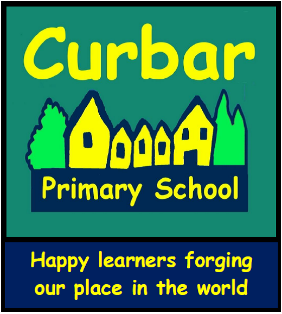 Curbar
Primary School
Happy learners forging
our place in the world